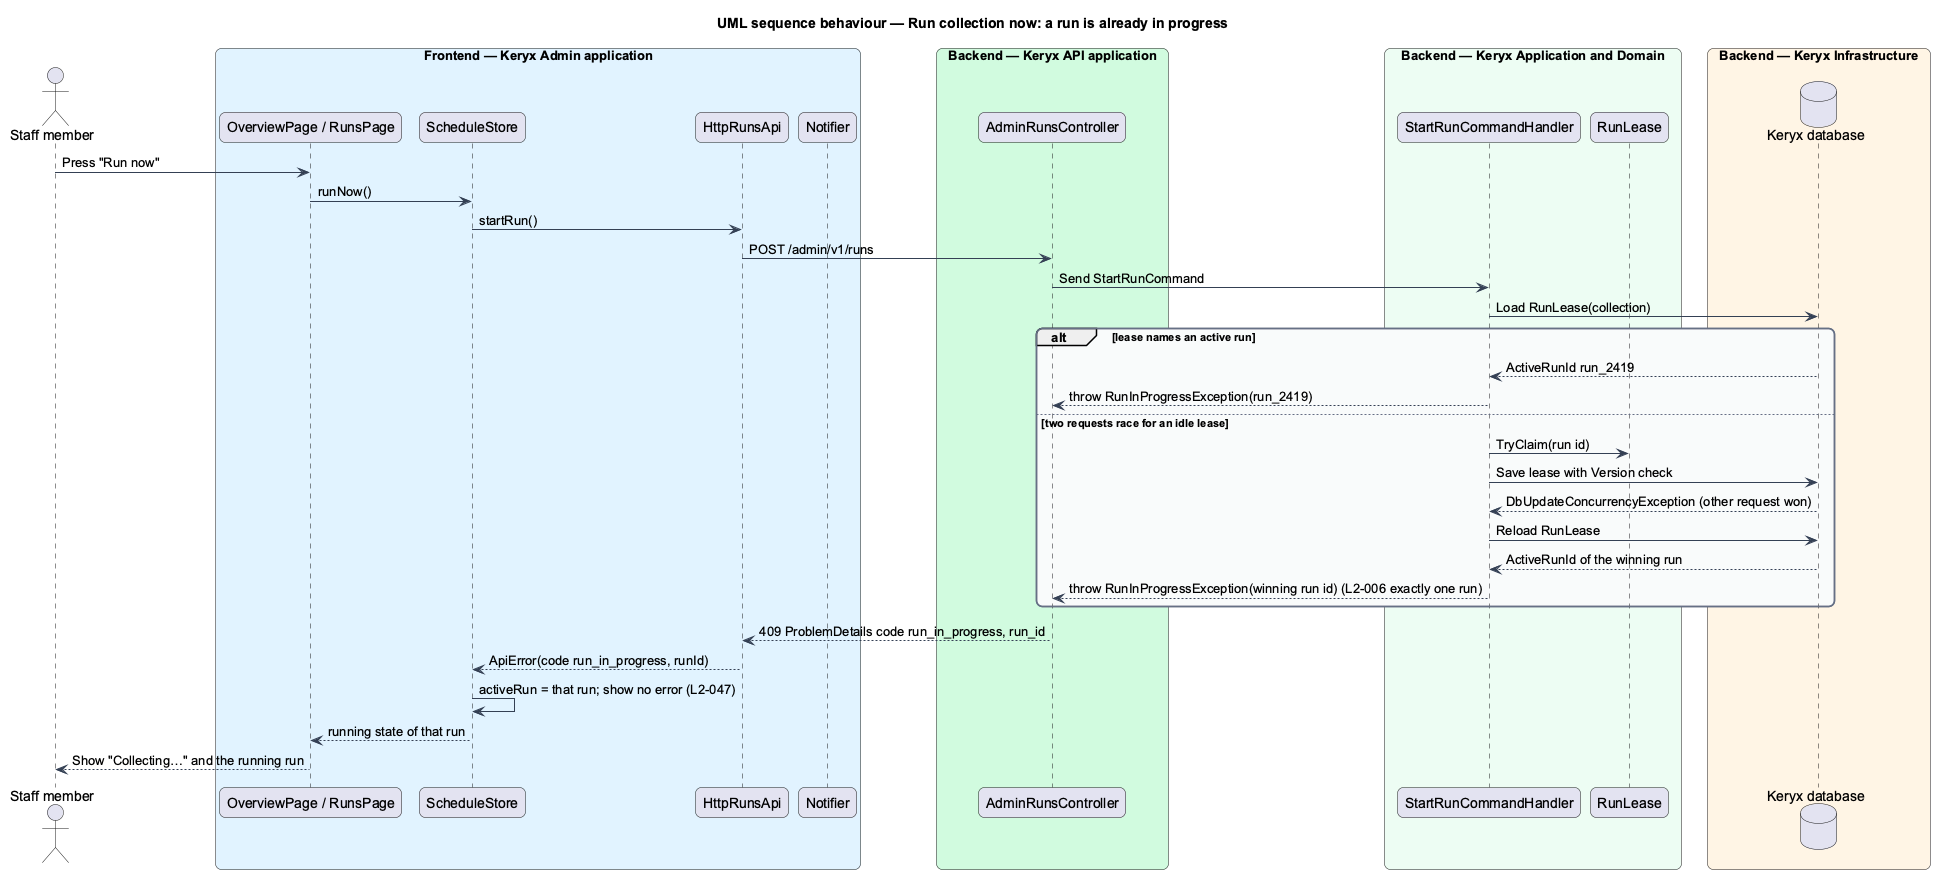 UML sequence behaviour — Run collection now: a run is already in progress
Frontend — Keryx Admin application
Backend — Keryx API application
Backend — Keryx Application and Domain
Backend — Keryx Infrastructure
Staff member
OverviewPage / RunsPage
ScheduleStore
HttpRunsApi
Notifier
AdminRunsController
StartRunCommandHandler
RunLease
Keryx database
Press "Run now"
runNow()
startRun()
POST /admin/v1/runs
Send StartRunCommand
Load RunLease(collection)
alt
[lease names an active run]
ActiveRunId run_2419
throw RunInProgressException(run_2419)
[two requests race for an idle lease]
TryClaim(run id)
Save lease with Version check
DbUpdateConcurrencyException (other request won)
Reload RunLease
ActiveRunId of the winning run
throw RunInProgressException(winning run id) (L2-006 exactly one run)
409 ProblemDetails code run_in_progress, run_id
ApiError(code run_in_progress, runId)
activeRun = that run; show no error (L2-047)
running state of that run
Show "Collecting…" and the running run
Staff member
OverviewPage / RunsPage
ScheduleStore
HttpRunsApi
Notifier
AdminRunsController
StartRunCommandHandler
RunLease
Keryx database